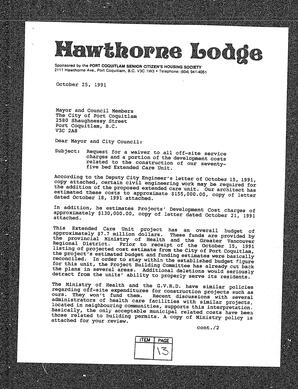 Hawthorne Lodge
Sponsored by the PORT COQUITLAM SENIOR CITIZENS' HOUSING SOCIETY
2111 Hawthorne Ave., Port Coquitlam, B.C. V3C 1W3 • Telephone: (604) 941-4051
October 25, 1991
Mayor and Council Members
The City of Port Coquitlam
2580 Shaughnessy Street
Port Coquitlam, B.C.
V3C 2A8
Dear Mayor and City Council:
Subject: Request for a waiver to all off-site service
charges and a portion of the development costs
related to the construction of our seventy-
five bed Extended Care Unit.
According to the Deputy City Engineer's letter of October 15, 1991,
copy attached, certain civil engineering work may be required for
the addition of the proposed extended care unit. Our architect has
estimated these costs to approximate $155,000.00, copy of letter
dated October 18, 1991 attached.
In addition, he estimates Projects' Development Cost charges of
approximately $130,000.00, copy of letter dated October 21, 1991
attached.
This Extended Care Unit project has an overall budget of
approximately $7.7 million dollars. These funds are provided by
the provincial Ministry of Health and the Greater Vancouver
Regional District. Prior to receipt of the October 15, 1991
listing of projected cost estimate from the City of Port Coquitlam
the project's estimated budget and funding estimates were basically
reconciled. In order to stay within the established budget figure
for this unit, the Project Building Committee has already cut back
the plans in several areas. Additional deletions would seriously
detract from the units' ability to properly serve its residents.
The Ministry of Health and the G.V.R.D. have similar policies
regarding off-site expenditures for construction projects such as
ours. They won't fund them. Recent discussions with several
administrators of health care facilities with similar projects,
located in neighbouring communities, supports this interpretation.
Basically, the only acceptable municipal related costs have been
those related to building permits. A copy of Ministry policy is
attached for your review.
cont./2
ITEM PAGE
13